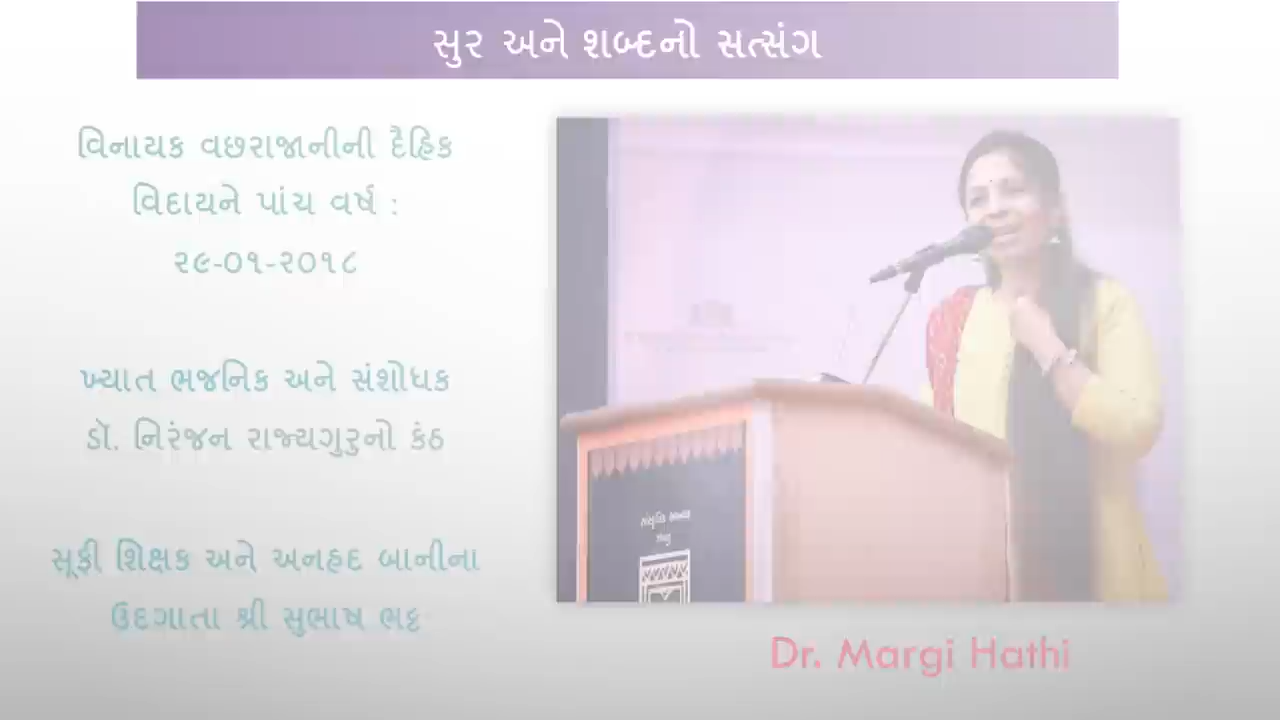 સુર અને શબ્દનો સત્સંગ
વિનાયક વછરાજાનીની દૈહિક
વિદાયને પાંચ વર્ષ :
૨૯-૦૧-૨૦૧૮
ખ્યાત ભજનિક અને સંશોધક
ડૉ. નિરંજન રાજ્યગુરુનો કંઠ
સૂફી શિક્ષક અને અનહદ બાનીના
ઉદગાતા શ્રી સુભાષ ભટ્ટ
Dr. Margi Hathi